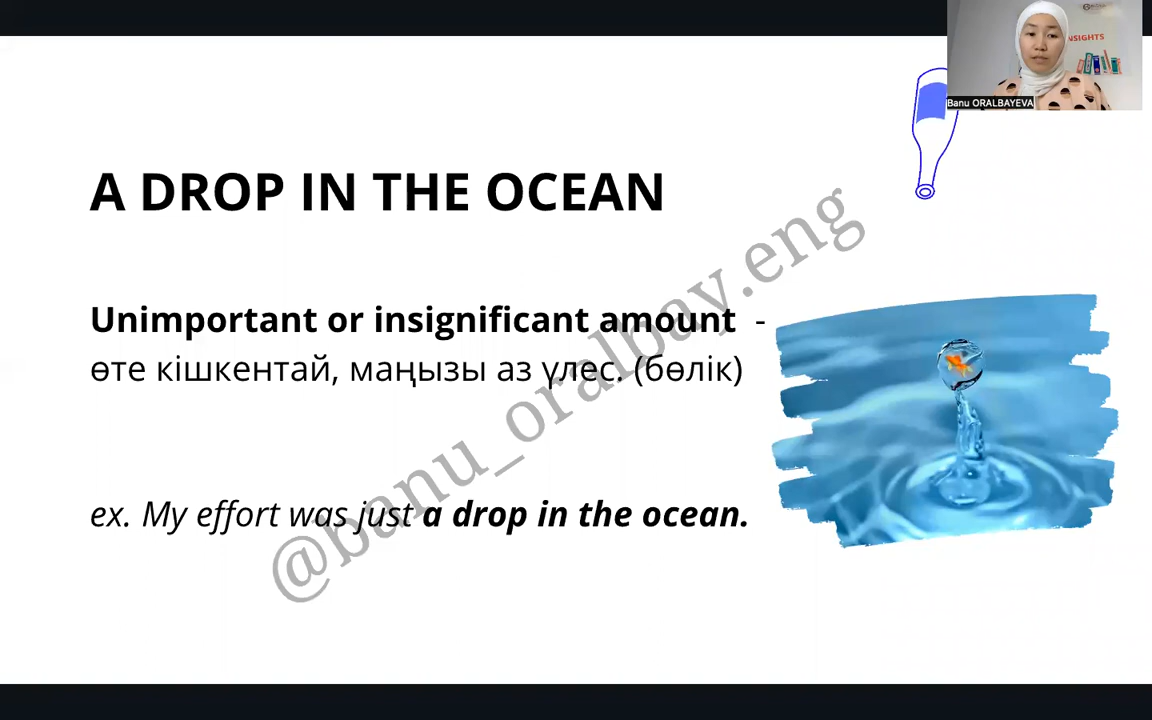 NSIGHTS
Banu ORALBAYEVA
A DROP IN THE OCEAN
Unimportant or insignificant amount -
өте кішкентай, маңызы аз үлес. (бөлік)
ex. My effort was just a drop in the ocean.
@banu_oralbay.eng